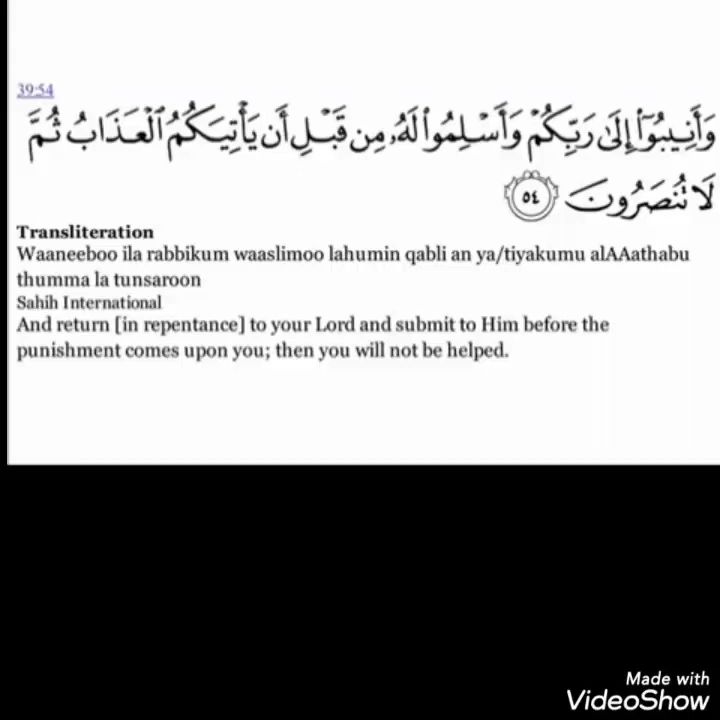 39:54
وَأَنِيبُوٓا۟ إِلَىٰ رَبِّكُمْ وَأَسْلِمُوا۟ لَهُۥ مِن قَبْلِ أَن يَأْتِيَكُمُ ٱلْعَذَابُ ثُمَّ
لَا تُنصَرُونَ ٥٤
Transliteration
Waaneeboo ila rabbikum waaslimoo lahumin qabli an ya/tiyakumu alAAathabu
thumma la tunsaroon
Sahih International
And return [in repentance] to your Lord and submit to Him before the
punishment comes upon you; then you will not be helped.
Made with
VideoShow